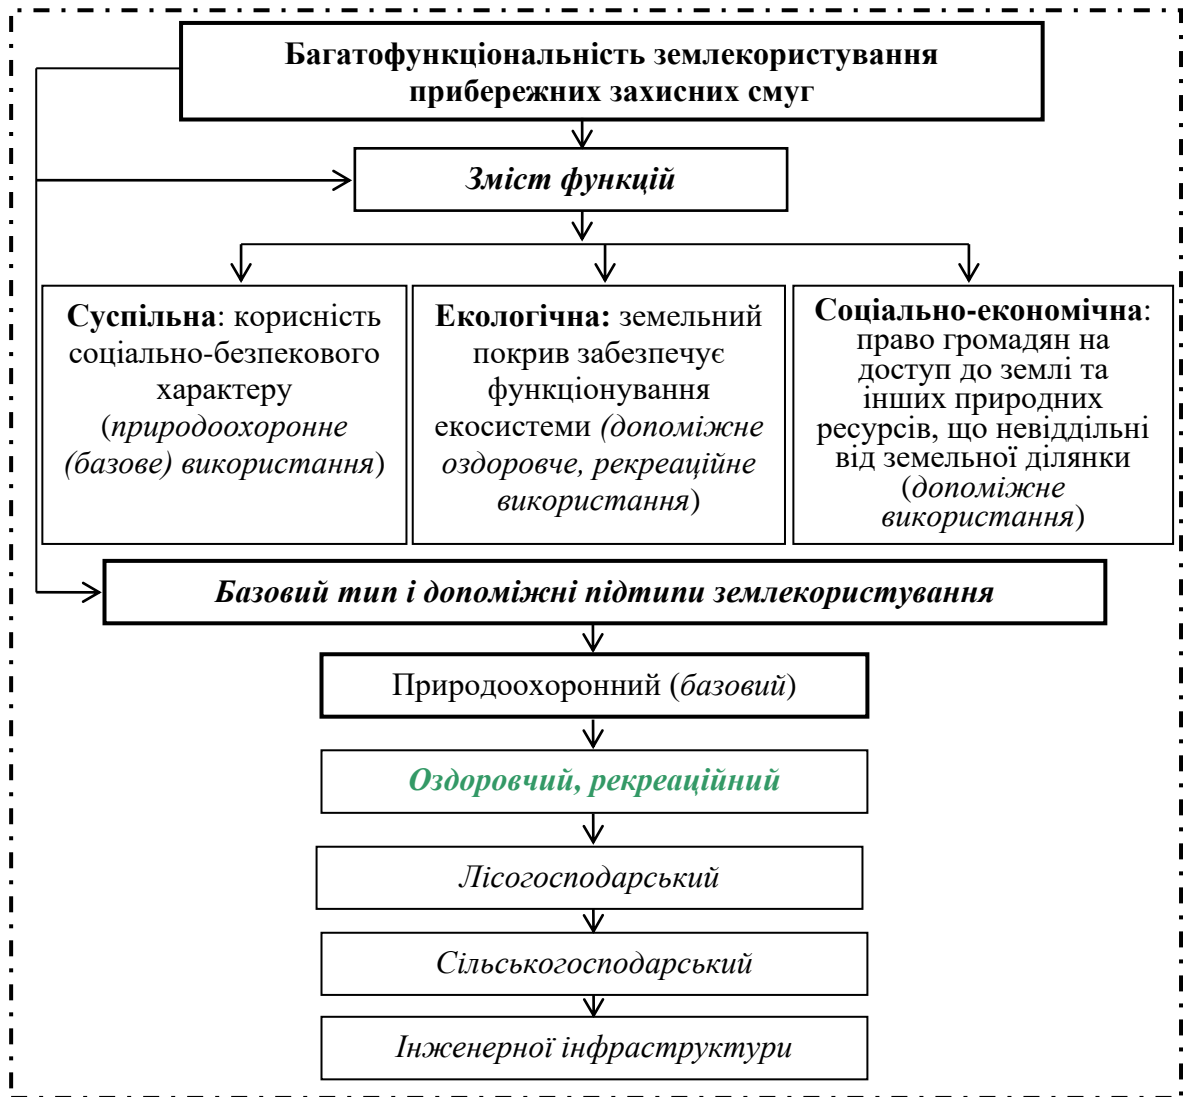 Багатофункціональність землекористування
прибережних захисних смуг
Зміст функцій
Суспільна: корисність
соціально-безпекового
характеру
(природоохоронне
(базове) використання)
Екологічна: земельний
покрив забезпечує
функціонування
екосистеми (допоміжне
оздоровче, рекреаційне
використання)
Соціально-економічна:
право громадян на
доступ до землі та
інших природних
ресурсів, що невіддільні
від земельної ділянки
(допоміжне
використання)
Базовий тип і допоміжні підтипи землекористування
Природоохоронний (базовий)
Оздоровчий, рекреаційний
Лісогосподарський
Сільськогосподарський
Інженерної інфраструктури